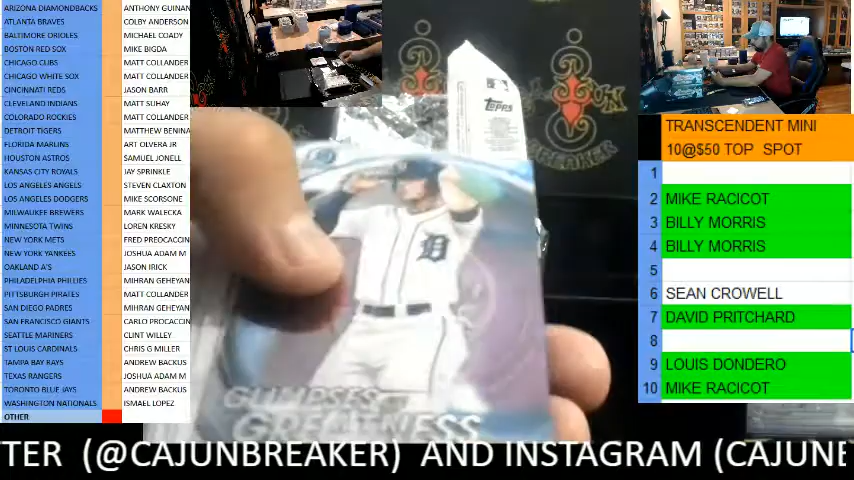 ARIZONA DIAMONDBACKS ANTHONY GUINAN
ATLANTA BRAVES COLBY ANDERSON
BALTIMORE ORIOLES MICHAEL COADY
BOSTON RED SOX MIKE BIGDA
CHICAGO CUBS MATT COLLANDER
CHICAGO WHITE SOX MATT COLLANDER
CINCINNATI REDS JASON BARR
CLEVELAND INDIANS MATT SUHAY
COLORADO ROCKIES MATT COLLANDER
DETROIT TIGERS MATTHEW BENINA
FLORIDA MARLINS ART OLVERA JR
HOUSTON ASTROS SAMUEL JONELL
KANSAS CITY ROYALS JAY SPRINKLE
LOS ANGELES ANGELS STEVEN CLAXTON
LOS ANGELES DODGERS MIKE SCORSONE
MILWAUKEE BREWERS MARK WALECKA
MINNESOTA TWINS LOREN KRESKY
NEW YORK METS FRED PREOCACCIN
NEW YORK YANKEES JOSHUA ADAM M
OAKLAND A'S JASON IRICK
PHILADELPHIA PHILLIES MIHRAN GEHEYAN
PITTSBURGH PIRATES MATT COLLANDER
SAN DIEGO PADRES MIHRAN GEHEYAN
SAN FRANCISCO GIANTS CARLO PROCACCIN
SEATTLE MARINERS CLINT WILLEY
ST LOUIS CARDINALS CHRIS G MILLER
TAMPA BAY RAYS ANDREW BACKUS
TEXAS RANGERS JOSHUA ADAM M
TORONTO BLUE JAYS ANDREW BACKUS
WASHINGTON NATIONALS ISMAEL LOPEZ
OTHER
Topps
D
GLIMPSES
GREATNESS
BREAKER
TRANSCENDENT MINI
10@$50 TOP SPOT
1
2 MIKE RACICOT
3 BILLY MORRIS
4 BILLY MORRIS
5
6 SEAN CROWELL
7 DAVID PRITCHARD
8
9 LOUIS DONDERO
10 MIKE RACICOT
TTER (@CAJUNBREAKER) AND INSTAGRAM (CAJUNE